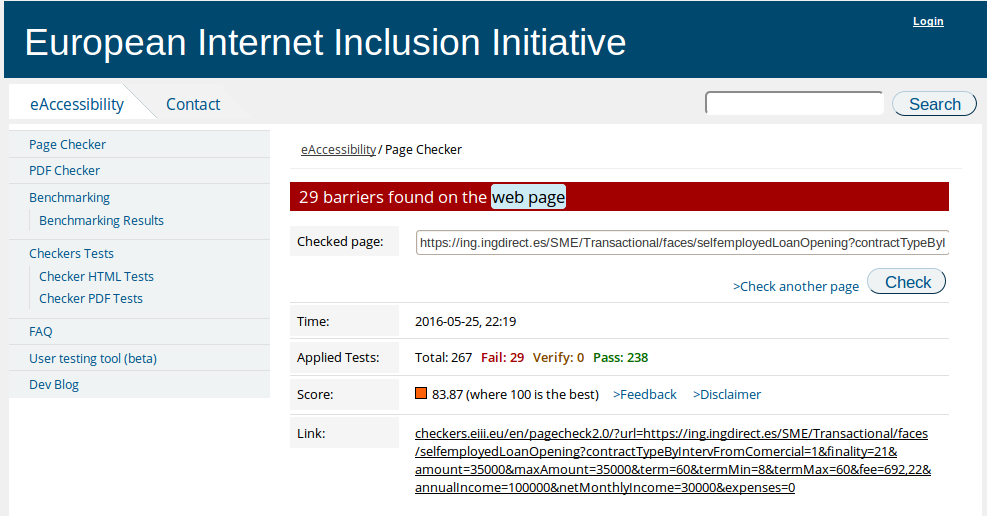 Login
European Internet Inclusion Initiative
eAccessibility
Contact
Search
Page Checker
PDF Checker
Benchmarking
Benchmarking Results
Checkers Tests
Checker HTML Tests
Checker PDF Tests
FAQ
User testing tool (beta)
Dev Blog
eAccessibility / Page Checker
29 barriers found on the web page
Checked page: https://ing.ingdirect.es/SME/Transactional/faces/selfemployedLoanOpening?contractTypeByI
>Check another page Check
Time: 2016-05-25, 22:19
Applied Tests: Total: 267 Fail: 29 Verify: 0 Pass: 238
Score: 83.87 (where 100 is the best) >Feedback >Disclaimer
Link: checkers.eiii.eu/en/pagecheck2.0/?url=https://ing.ingdirect.es/SME/Transactional/faces
/selfemployedLoanOpening?contractTypeByIntervFromComercial=1&finality=21&
amount=35000&maxAmount=35000&term=60&termMin=8&termMax=60&fee=692,22&
annualIncome=100000&netMonthlyIncome=30000&expenses=0